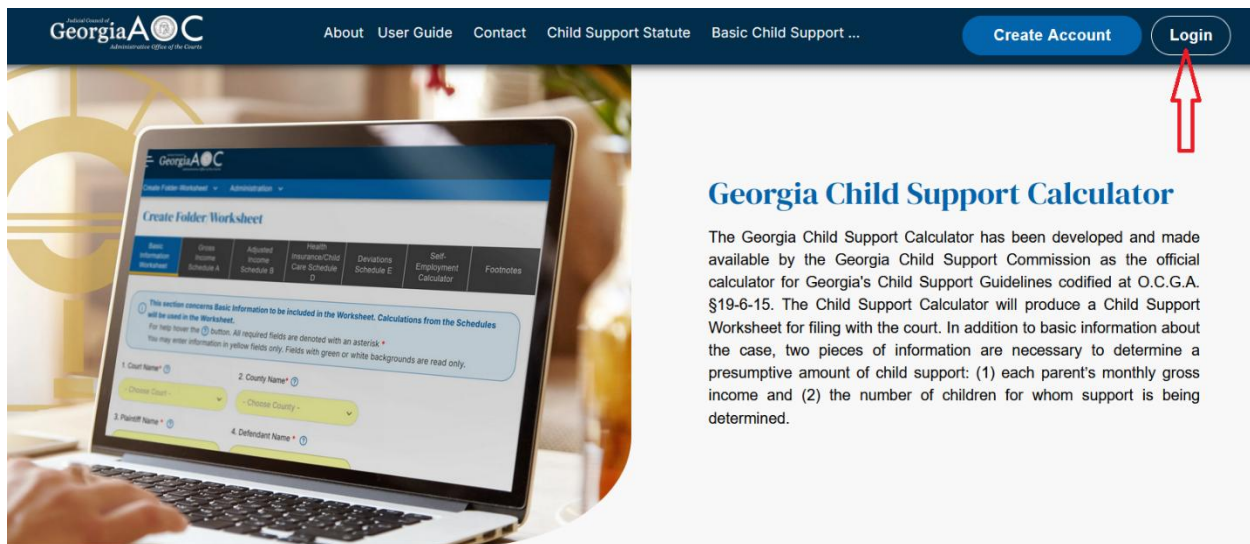 Judicial Council of
GeorgiaAOC
Administrative Office of the Courts
About User Guide Contact Child Support Statute Basic Child Support ...
Create Account
Login
GeorgiaAOC
Create Folder/Worksheet Administration
Create Folder/Worksheet
Basic Information Worksheet
Gross Income Schedule A
Adjusted Income Schedule B
Health Insurance/Child Care Schedule D
Deviations Schedule E
Self-Employment Calculator
Footnotes
This section concerns Basic Information to be included in the Worksheet. Calculations from the Schedules
will be used in the Worksheet.
For help hover the ? button. All required fields are denoted with an asterisk *
You may enter information in yellow fields only. Fields with green or white backgrounds are read only.
1. Court Name* ?
2. County Name* ?
- Choose Court -
- Choose County -
3. Plaintiff Name * ?
4. Defendant Name * ?
Georgia Child Support Calculator
The Georgia Child Support Calculator has been developed and made
available by the Georgia Child Support Commission as the official
calculator for Georgia's Child Support Guidelines codified at O.C.G.A.
§19-6-15. The Child Support Calculator will produce a Child Support
Worksheet for filing with the court. In addition to basic information about
the case, two pieces of information are necessary to determine a
presumptive amount of child support: (1) each parent's monthly gross
income and (2) the number of children for whom support is being
determined.